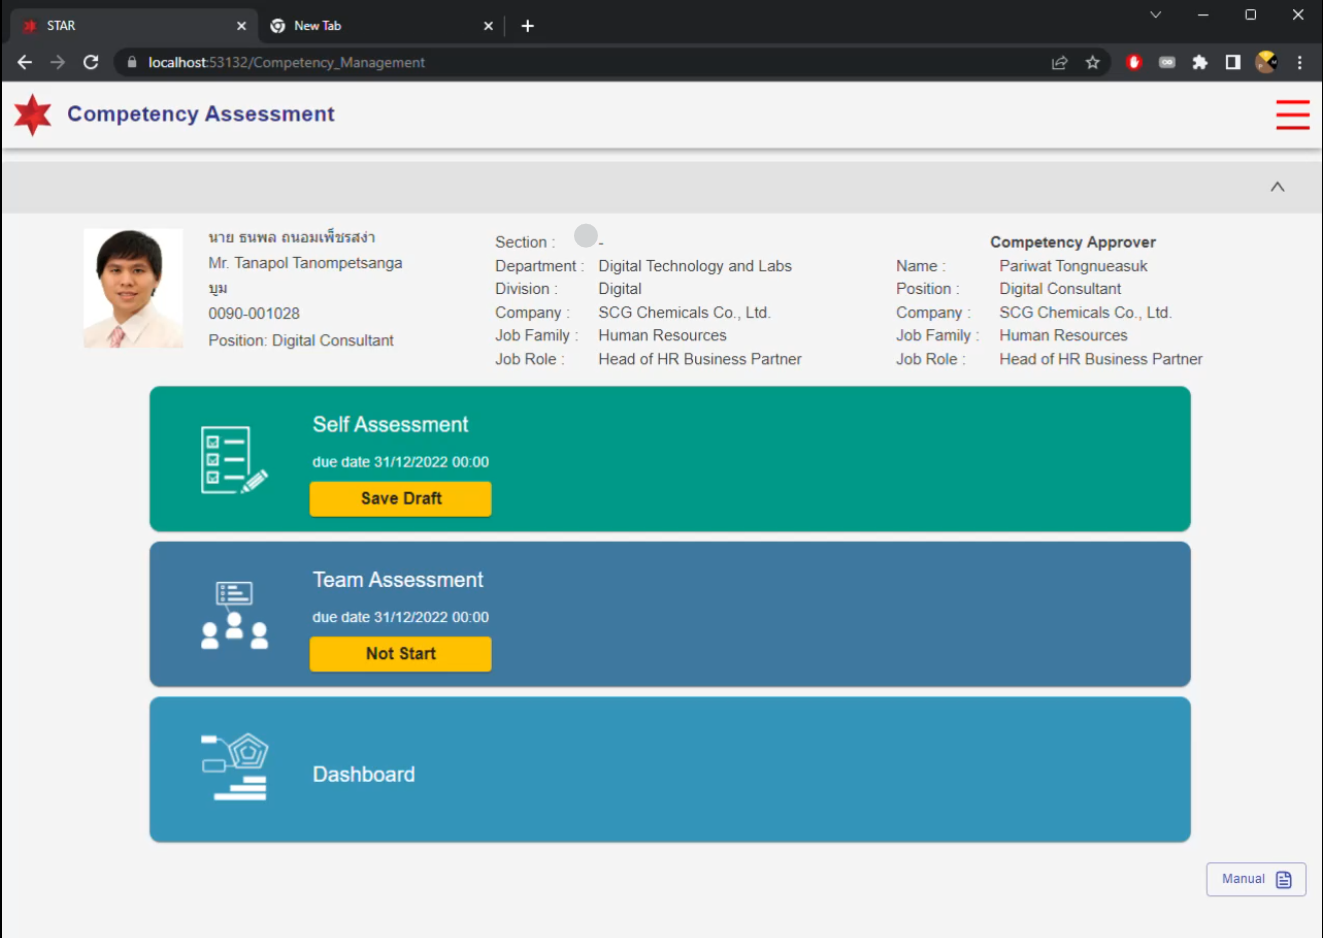 STAR
New Tab
localhost:53132/Competency_Management
Competency Assessment
นาย ธนพล ถนอมเพ็ชรสง่า
Mr. Tanapol Tanompetsanga
บูม
0090-001028
Position: Digital Consultant
Section : -
Department : Digital Technology and Labs
Division : Digital
Company : SCG Chemicals Co., Ltd.
Job Family : Human Resources
Job Role : Head of HR Business Partner
Competency Approver
Name : Pariwat Tongnueasuk
Position : Digital Consultant
Company : SCG Chemicals Co., Ltd.
Job Family : Human Resources
Job Role : Head of HR Business Partner
Self Assessment
due date 31/12/2022 00:00
Save Draft
Team Assessment
due date 31/12/2022 00:00
Not Start
Dashboard
Manual